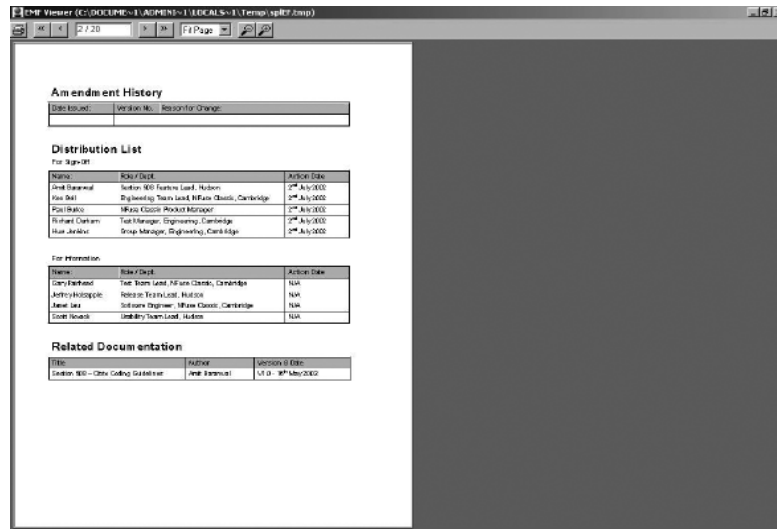 EMF Viewer (C:\DOCUME~1\ADMINI~1\LOCALS~1\Temp\splEF.tmp)
2 / 20 Fit Page
Amendment History
Date Issued: Version No. Reason for Change:
Distribution List
For Sign-Off
Name: Role / Dept. Action Date
Amit Baranwal Section 508 Feature Lead, Hudson 2nd July 2002
Ken Bell Engineering Team Lead, NFuse Classic, Cambridge 2nd July 2002
Paul Burke NFuse Classic Product Manager 2nd July 2002
Richard Durham Test Manager, Engineering, Cambridge 2nd July 2002
Huw Jenkins Group Manager, Engineering, Cambridge 2nd July 2002
For Information
Name: Role / Dept. Action Date
Gary Fairhead Test Team Lead, NFuse Classic, Cambridge N/A
Jeffrey Holsapple Release Team Lead, Hudson N/A
Janet Lau Software Engineer, NFuse Classic, Cambridge N/A
Scott Novack Usability Team Lead, Hudson N/A
Related Documentation
Title Author Version & Date
Section 508 – Citrix Coding Guidelines Amit Baranwal V1.0 - 16th May 2002